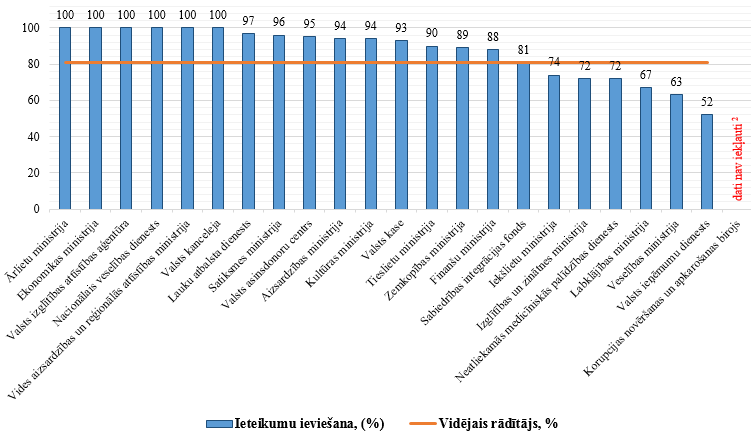 100 100 100 100 100 100 97 96 95 94 94 93 90 89 88 81 74 72 72 67 63 52
100
80
60
40
20
0
dati nav iekļauti ²
Ārlietu ministrija
Ekonomikas ministrija
Valsts izglītības attīstības aģentūra
Nacionālais veselības dienests
Vides aizsardzības un reģionālās attīstības ministrija
Valsts kanceleja
Lauku atbalsta dienests
Satiksmes ministrija
Valsts asinsdonoru centrs
Aizsardzības ministrija
Kultūras ministrija
Valsts kase
Tieslietu ministrija
Zemkopības ministrija
Finanšu ministrija
Sabiedrības integrācijas fonds
Iekšlietu ministrija
Izglītības un zinātnes ministrija
Neatliekamās medicīniskās palīdzības dienests
Labklājības ministrija
Veselības ministrija
Valsts ieņēmumu dienests
Korupcijas novēršanas un apkarošanas birojs
Ieteikumu ieviešana, (%)
Vidējais rādītājs, %